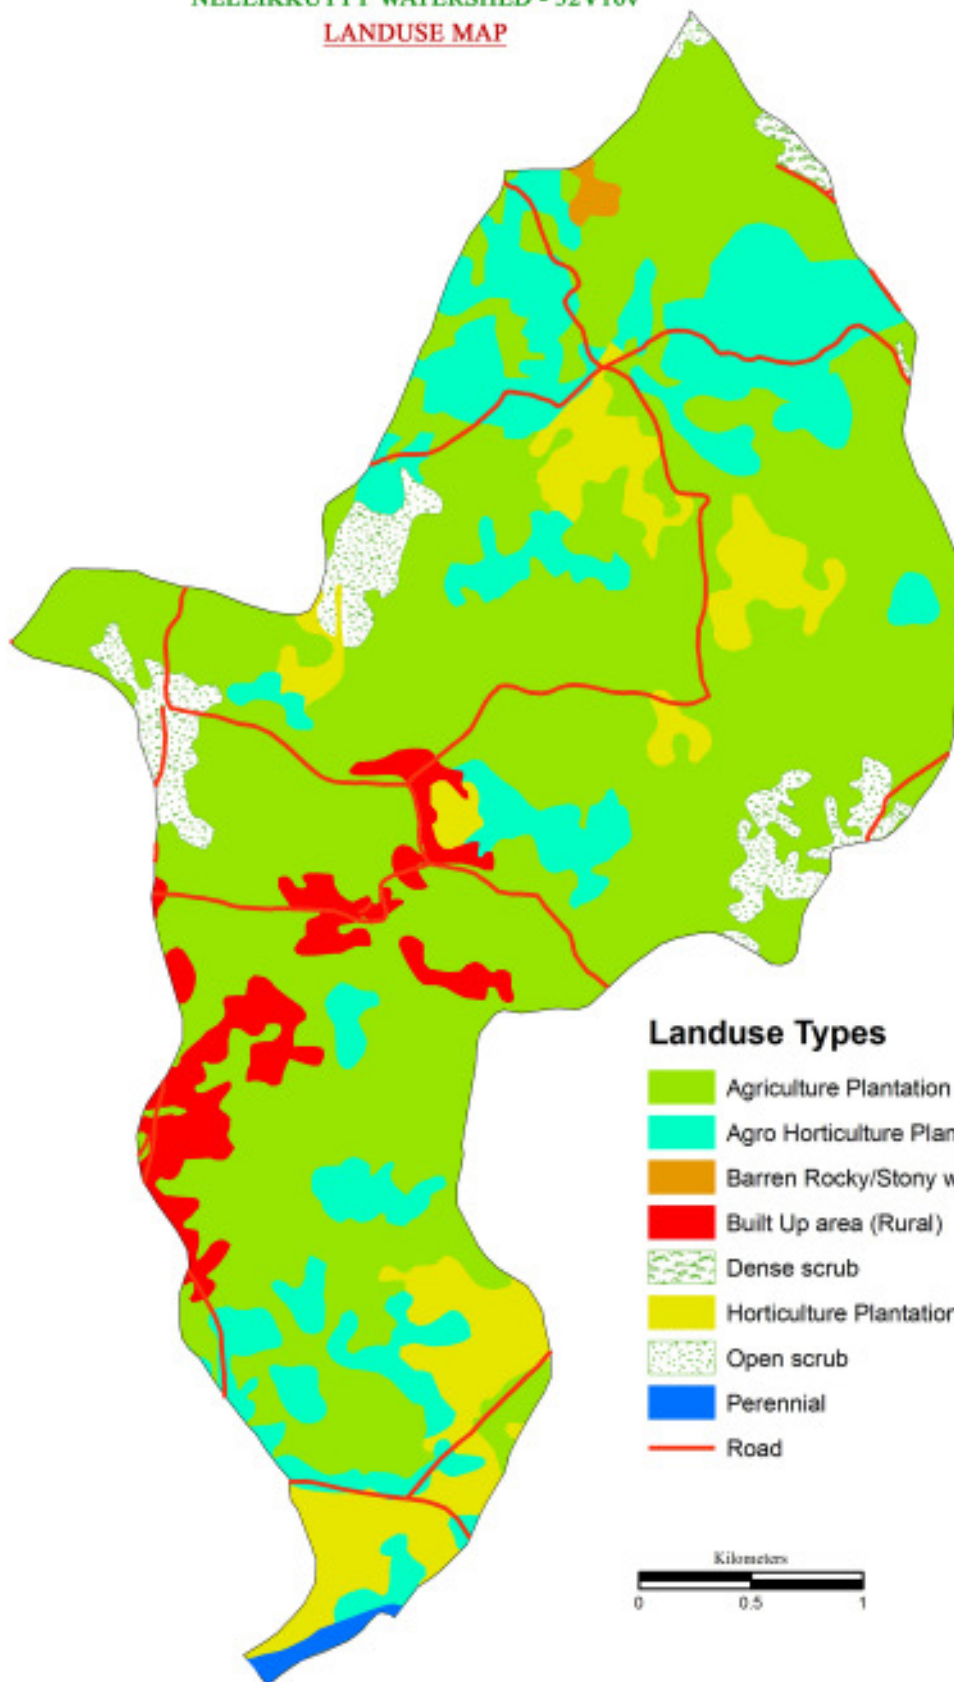 LANDUSE MAP
Landuse Types
Agriculture Plantation
Agro Horticulture Plan
Barren Rocky/Stony w
Built Up area (Rural)
Dense scrub
Horticulture Plantation
Open scrub
Perennial
Road
Kilometers
0 0.5 1